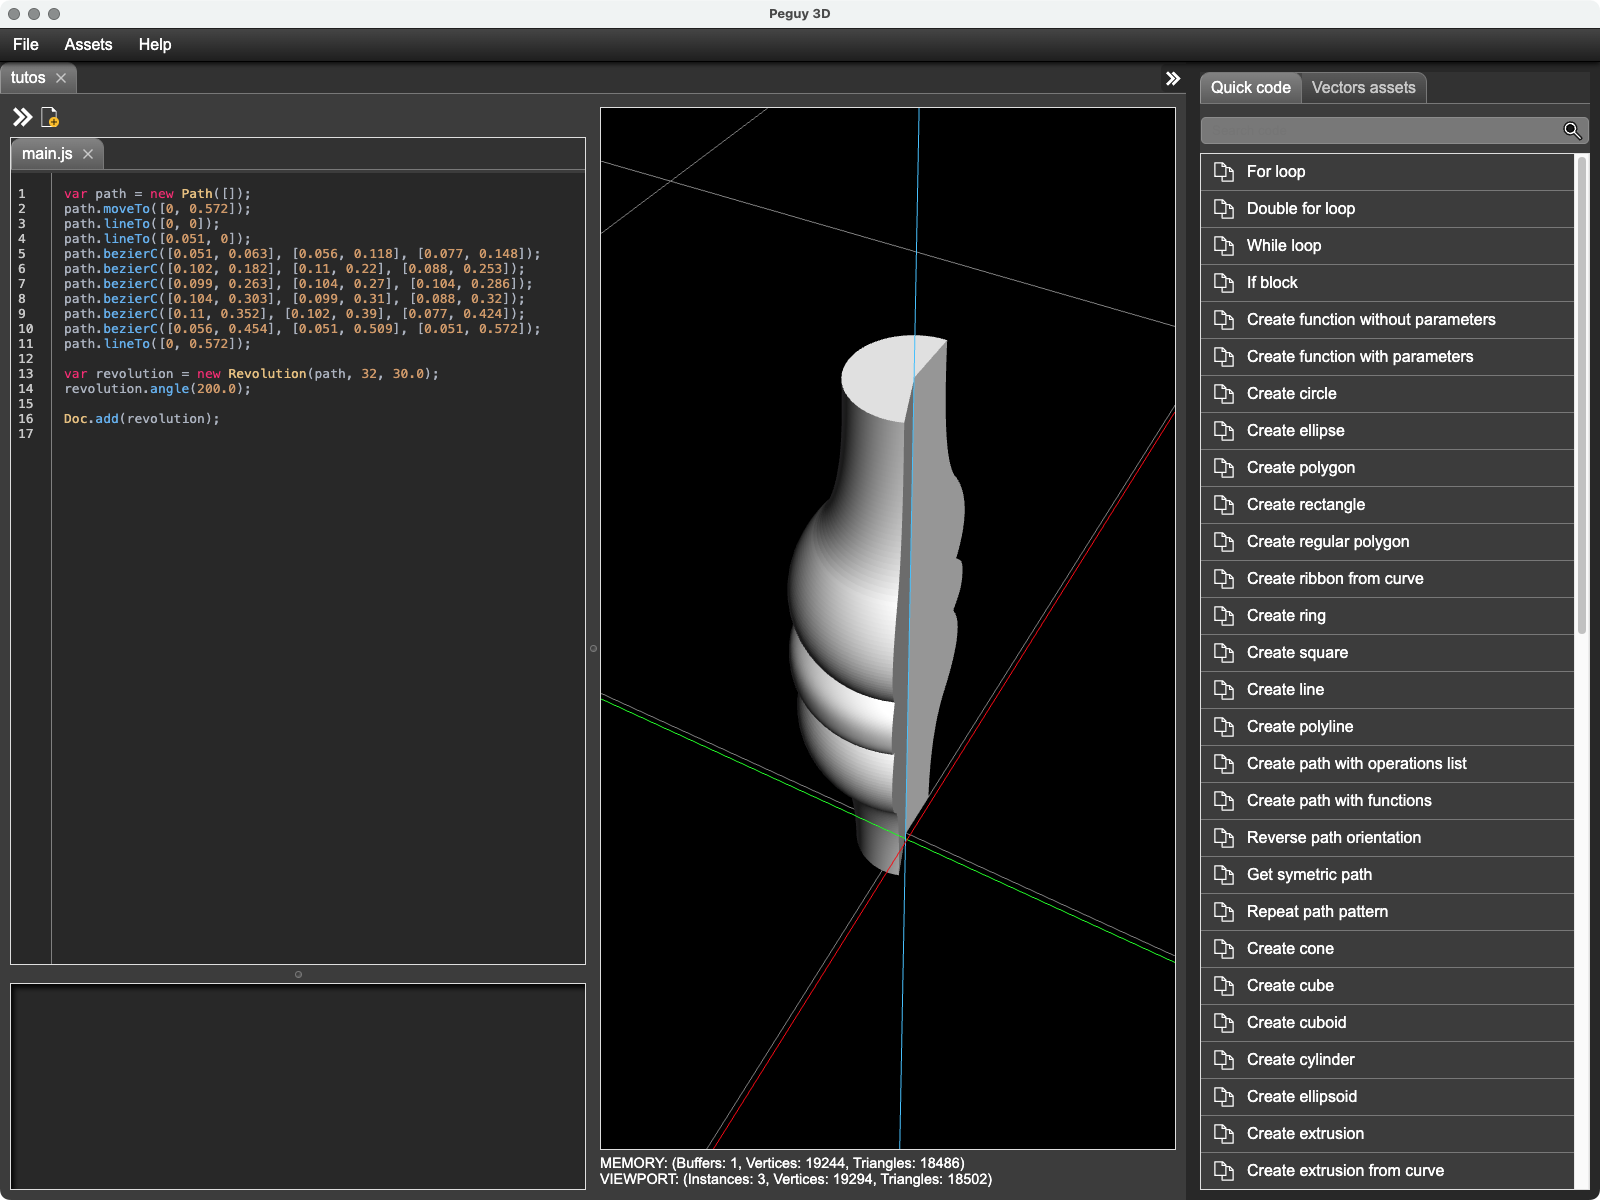 Peguy 3D
File Assets Help
tutos
main.js
1 var path = new Path([]);
2 path.moveTo([0, 0.572]);
3 path.lineTo([0, 0]);
4 path.lineTo([0.051, 0]);
5 path.bezierC([0.051, 0.063], [0.056, 0.118], [0.077, 0.148]);
6 path.bezierC([0.102, 0.182], [0.11, 0.22], [0.088, 0.253]);
7 path.bezierC([0.099, 0.263], [0.104, 0.27], [0.104, 0.286]);
8 path.bezierC([0.104, 0.303], [0.099, 0.31], [0.088, 0.32]);
9 path.bezierC([0.11, 0.352], [0.102, 0.39], [0.077, 0.424]);
10 path.bezierC([0.056, 0.454], [0.051, 0.509], [0.051, 0.572]);
11 path.lineTo([0, 0.572]);
12
13 var revolution = new Revolution(path, 32, 30.0);
14 revolution.angle(200.0);
15
16 Doc.add(revolution);
17
MEMORY: (Buffers: 1, Vertices: 19244, Triangles: 18486)
VIEWPORT: (Instances: 3, Vertices: 19294, Triangles: 18502)
Quick code Vectors assets
For loop
Double for loop
While loop
If block
Create function without parameters
Create function with parameters
Create circle
Create ellipse
Create polygon
Create rectangle
Create regular polygon
Create ribbon from curve
Create ring
Create square
Create line
Create polyline
Create path with operations list
Create path with functions
Reverse path orientation
Get symetric path
Repeat path pattern
Create cone
Create cube
Create cuboid
Create cylinder
Create ellipsoid
Create extrusion
Create extrusion from curve